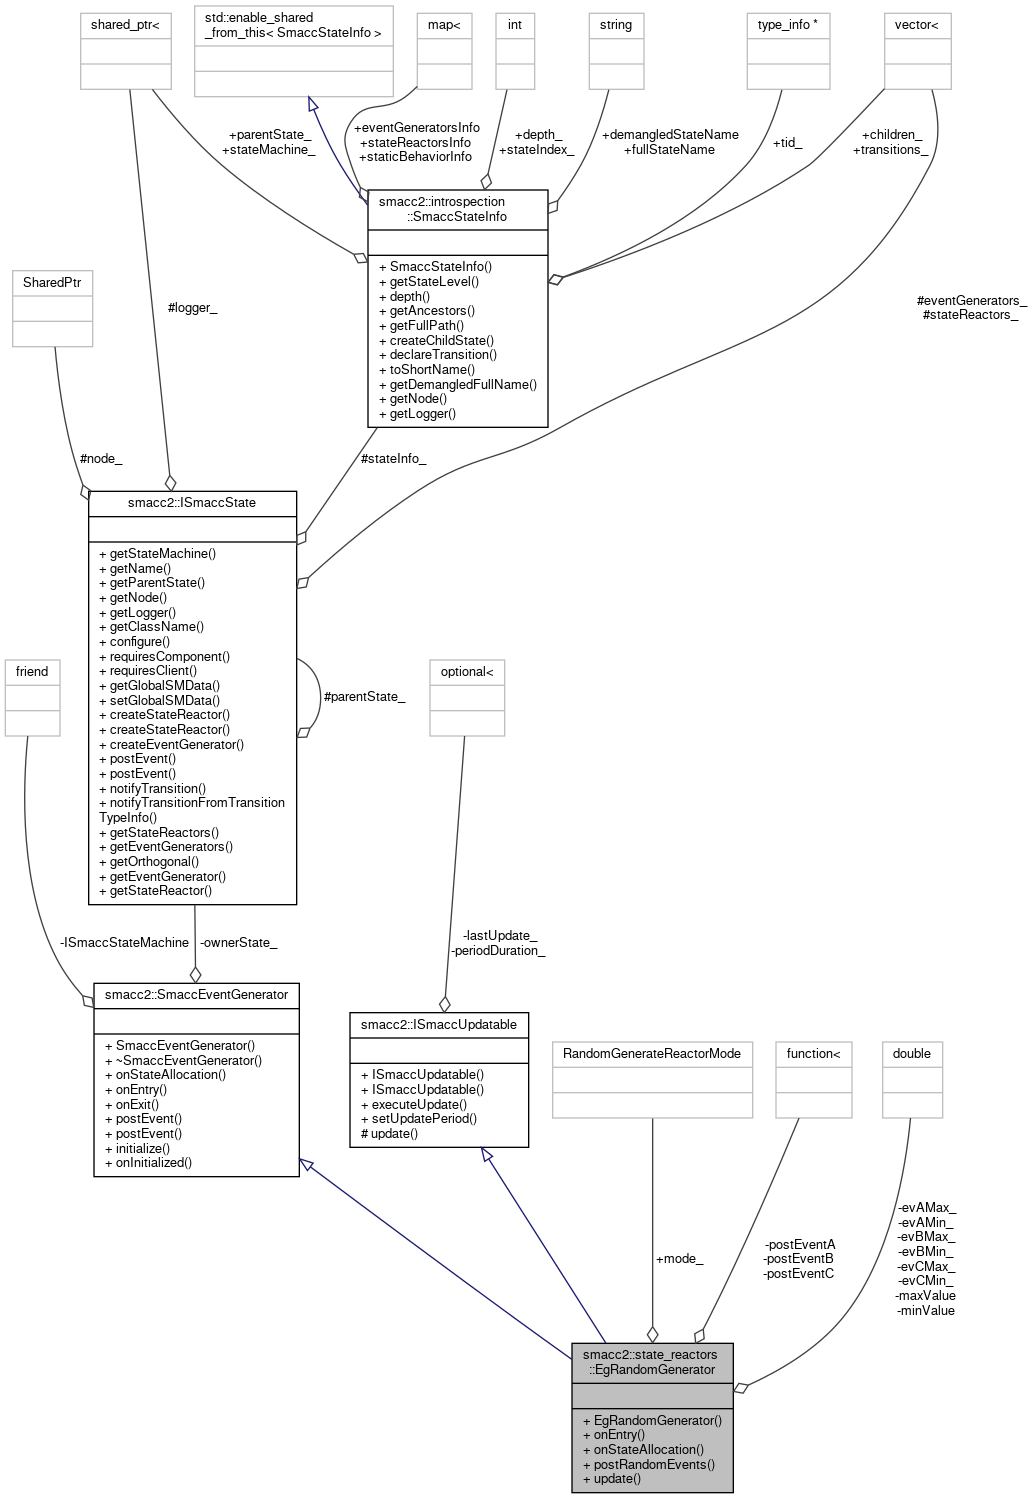 shared_ptr<
std::enable_shared
_from_this< SmaccStateInfo >
map<
int
string
type_info *
vector<
+parentState_
+stateMachine_
+eventGeneratorsInfo
+stateReactorsInfo
+staticBehaviorInfo
+depth_
+stateIndex_
+demangledStateName
+fullStateName
+tid_
+children_
+transitions_
smacc2::introspection
::SmaccStateInfo
+ SmaccStateInfo()
+ getStateLevel()
+ depth()
+ getAncestors()
+ getFullPath()
+ createChildState()
+ declareTransition()
+ toShortName()
+ getDemangledFullName()
+ getNode()
+ getLogger()
SharedPtr
#logger_
#eventGenerators_
#stateReactors_
#node_
#stateInfo_
smacc2::ISmaccState
+ getStateMachine()
+ getName()
+ getParentState()
+ getNode()
+ getLogger()
+ getClassName()
+ configure()
+ requiresComponent()
+ requiresClient()
+ getGlobalSMData()
+ setGlobalSMData()
+ createStateReactor()
+ createStateReactor()
+ createEventGenerator()
+ postEvent()
+ postEvent()
+ notifyTransition()
+ notifyTransitionFromTransition
TypeInfo()
+ getStateReactors()
+ getEventGenerators()
+ getOrthogonal()
+ getEventGenerator()
+ getStateReactor()
#parentState_
friend
optional<
-ISmaccStateMachine
-ownerState_
-lastUpdate_
-periodDuration_
smacc2::SmaccEventGenerator
+ SmaccEventGenerator()
+ ~SmaccEventGenerator()
+ onStateAllocation()
+ onEntry()
+ onExit()
+ postEvent()
+ postEvent()
+ initialize()
+ onInitialized()
smacc2::ISmaccUpdatable
+ ISmaccUpdatable()
+ ISmaccUpdatable()
+ executeUpdate()
+ setUpdatePeriod()
# update()
RandomGenerateReactorMode
function<
double
+mode_
-postEventA
-postEventB
-postEventC
-evAMax_
-evAMin_
-evBMax_
-evBMin_
-evCMax_
-evCMin_
-maxValue
-minValue
smacc2::state_reactors
::EgRandomGenerator
+ EgRandomGenerator()
+ onEntry()
+ onStateAllocation()
+ postRandomEvents()
+ update()